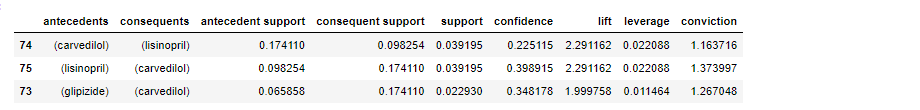 antecedents consequents antecedent support consequent support support confidence lift leverage conviction
74 (carvedilol) (lisinopril) 0.174110 0.098254 0.039195 0.225115 2.291162 0.022088 1.163716
75 (lisinopril) (carvedilol) 0.098254 0.174110 0.039195 0.398915 2.291162 0.022088 1.373997
73 (glipizide) (carvedilol) 0.065858 0.174110 0.022930 0.348178 1.999758 0.011464 1.267048